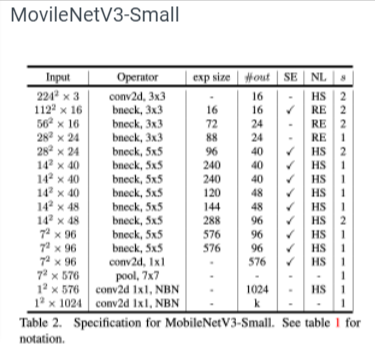 MovileNetV3-Small
Input Operator exp size #out SE NL s
224² × 3 conv2d, 3x3 - 16 - HS 2
112² × 16 bneck, 3x3 16 16 ✓ RE 2
56² × 16 bneck, 3x3 72 24 - RE 2
28² × 24 bneck, 3x3 88 24 - RE 1
28² × 24 bneck, 5x5 96 40 ✓ HS 2
14² × 40 bneck, 5x5 240 40 ✓ HS 1
14² × 40 bneck, 5x5 240 40 ✓ HS 1
14² × 40 bneck, 5x5 120 48 ✓ HS 1
14² × 48 bneck, 5x5 144 48 ✓ HS 1
14² × 48 bneck, 5x5 288 96 ✓ HS 2
7² × 96 bneck, 5x5 576 96 ✓ HS 1
7² × 96 bneck, 5x5 576 96 ✓ HS 1
7² × 96 conv2d, 1x1 - 576 ✓ HS 1
7² × 576 pool, 7x7 - - - - 1
1² × 576 conv2d 1x1, NBN - 1024 - HS 1
1² × 1024 conv2d 1x1, NBN - k - - 1
Table 2. Specification for MobileNetV3-Small. See table 1 for
notation.